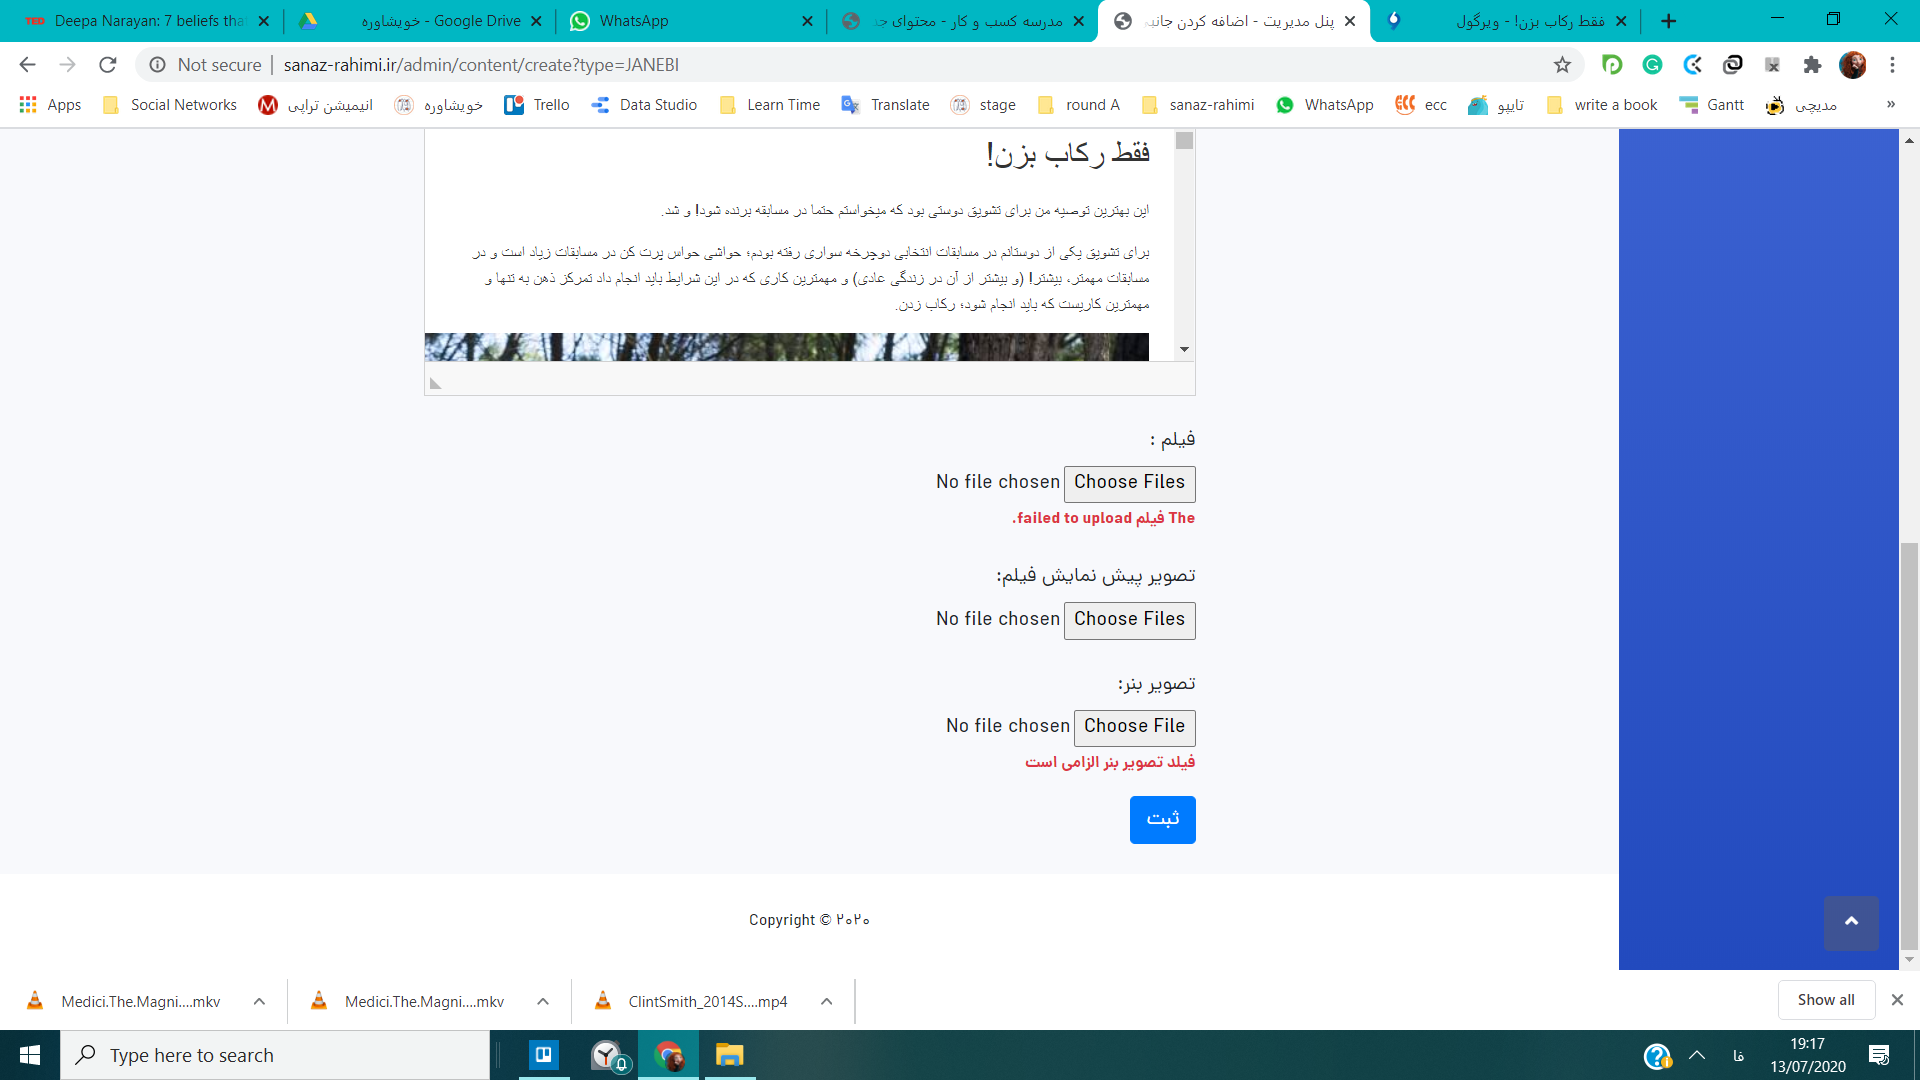 Deepa Narayan: 7 beliefs tha
خویشاوره - Google Drive
WhatsApp
مدرسه کسب و کار - محتوای جد
پنل مدیریت - اضافه کردن جانبی
فقط رکاب بزن! - ویرگول
Not secure | sanaz-rahimi.ir/admin/content/create?type=JANEBI
Apps
Social Networks
انیمیشن تراپی
خویشاوره
Trello
Data Studio
Learn Time
Translate
stage
round A
sanaz-rahimi
WhatsApp
ecc
تاپپو
write a book
Gantt
مدیچی
»
فقط رکاب بزن!
این بهترین توصیه من برای تشویق دوستی بود که میخواستم حتما در مسابقه برنده شود! و شد.
برای تشویق یکی از دوستانم در مسابقات انتخابی دوچرخه سواری رفته بودم؛ حواشی حواس پرت کن در مسابقات زیاد است و در
مسابقات مهمتر، بیشتر! (و بیشتر از آن در زندگی عادی) و مهمترین کاری که در این شرایط باید انجام داد تمرکز ذهن به تنها و
مهمترین کاریست که باید انجام شود؛ رکاب زدن.
فیلم :
Choose Files No file chosen
The فیلم failed to upload.
تصویر پیش نمایش فیلم:
Choose Files No file chosen
تصویر بنر:
Choose File No file chosen
فیلد تصویر بنر الزامی است
ثبت
Copyright © ۲۰۲۰
Medici.The.Magni....mkv
Medici.The.Magni....mkv
ClintSmith_2014S....mp4
Show all
Type here to search
فا
19:17
13/07/2020